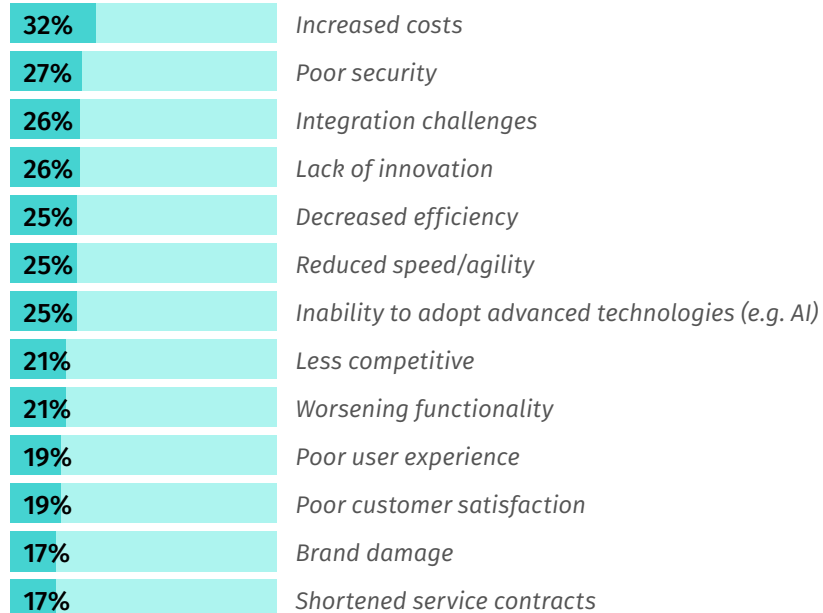 32% Increased costs
27% Poor security
26% Integration challenges
26% Lack of innovation
25% Decreased efficiency
25% Reduced speed/agility
25% Inability to adopt advanced technologies (e.g. AI)
21% Less competitive
21% Worsening functionality
19% Poor user experience
19% Poor customer satisfaction
17% Brand damage
17% Shortened service contracts